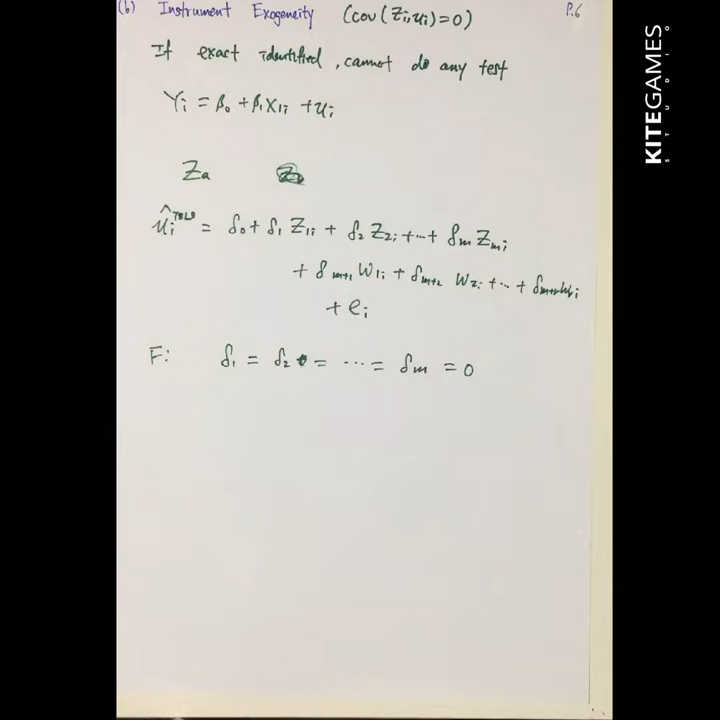 (b) Instrument Exogeneity (cov(Zi,ui)=0) P.6
If exact identified, cannot do any test
Yi = β0 + β1X1i + ui
Za
ûi^TSLS = δ0 + δ1 Z1i + δ2 Z2i + ... + δm Zmi
+ δm+1 W1i + δm+2 W2i + ... + δm+r Wri
+ ei
F: δ1 = δ2 = ... = δm = 0
KITEGAMES
STUDIO